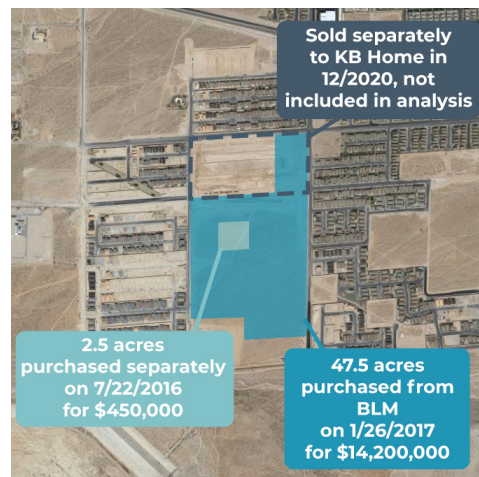 Sold separately
to KB Home in
12/2020, not
included in analysis
2.5 acres
purchased separately
on 7/22/2016
for $450,000
47.5 acres
purchased from
BLM
on 1/26/2017
for $14,200,000